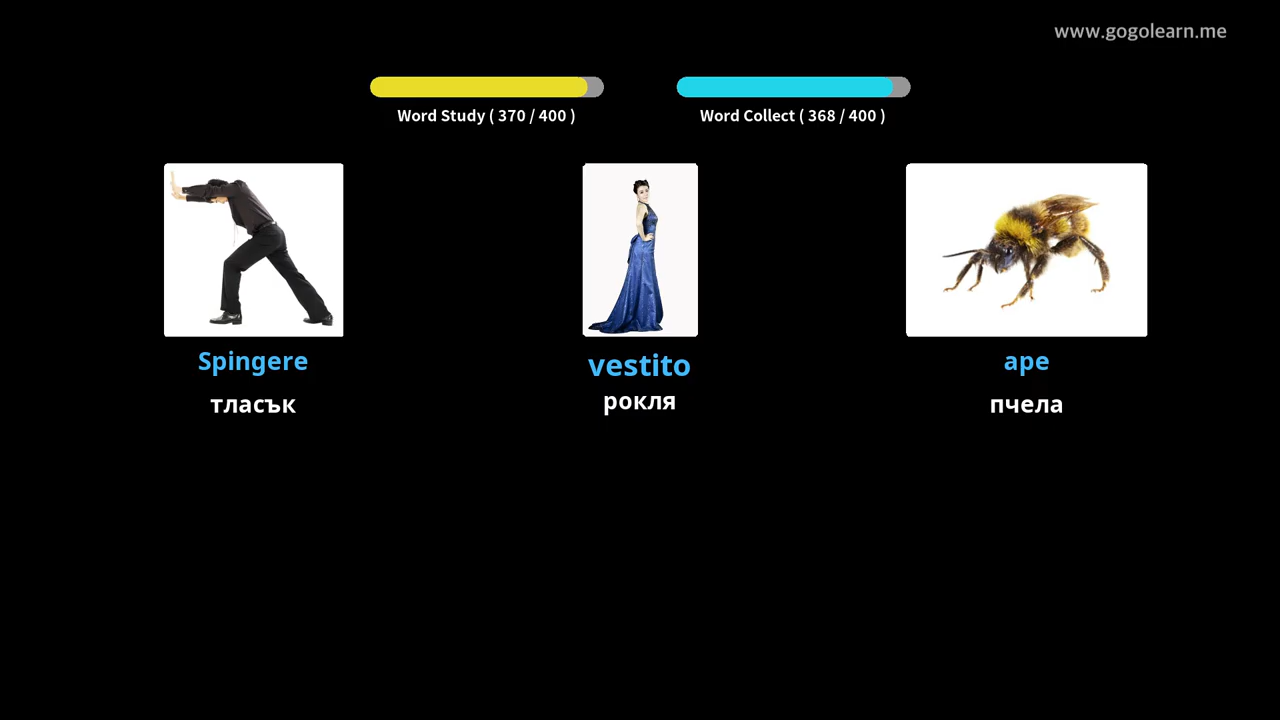 www.gogolearn.me
Word Study ( 370 / 400 )
Word Collect ( 368 / 400 )
Spingere
vestito
ape
тласък
рокля
пчела